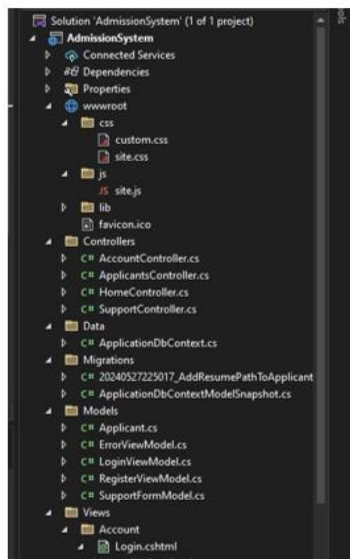 Solution 'AdmissionSystem' (1 of 1 project)
AdmissionSystem
Connected Services
Dependencies
Properties
wwwroot
css
custom.css
site.css
js
JS site.js
lib
favicon.ico
Controllers
C# AccountController.cs
C# ApplicantsController.cs
C# HomeController.cs
C# SupportController.cs
Data
C# ApplicationDbContext.cs
Migrations
C# 20240527225017_AddResumePathToApplicant
C# ApplicationDbContextModelSnapshot.cs
Models
C# Applicant.cs
C# ErrorViewModel.cs
C# LoginViewModel.cs
C# RegisterViewModel.cs
C# SupportFormModel.cs
Views
Account
Login.cshtml